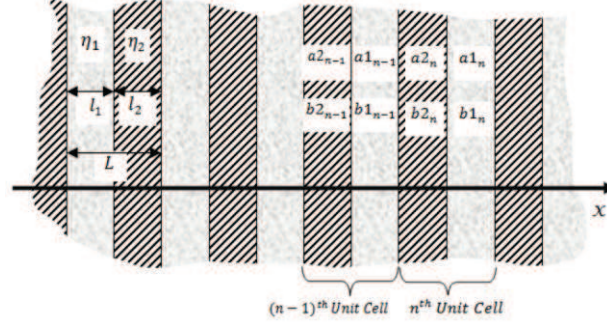 η₁ η₂ a2ₙ₋₁ a1ₙ₋₁ a2ₙ a1ₙ
l₁ l₂ b2ₙ₋₁ b1ₙ₋₁ b2ₙ b1ₙ
L
x
(n − 1)ᵗʰ Unit Cell nᵗʰ Unit Cell